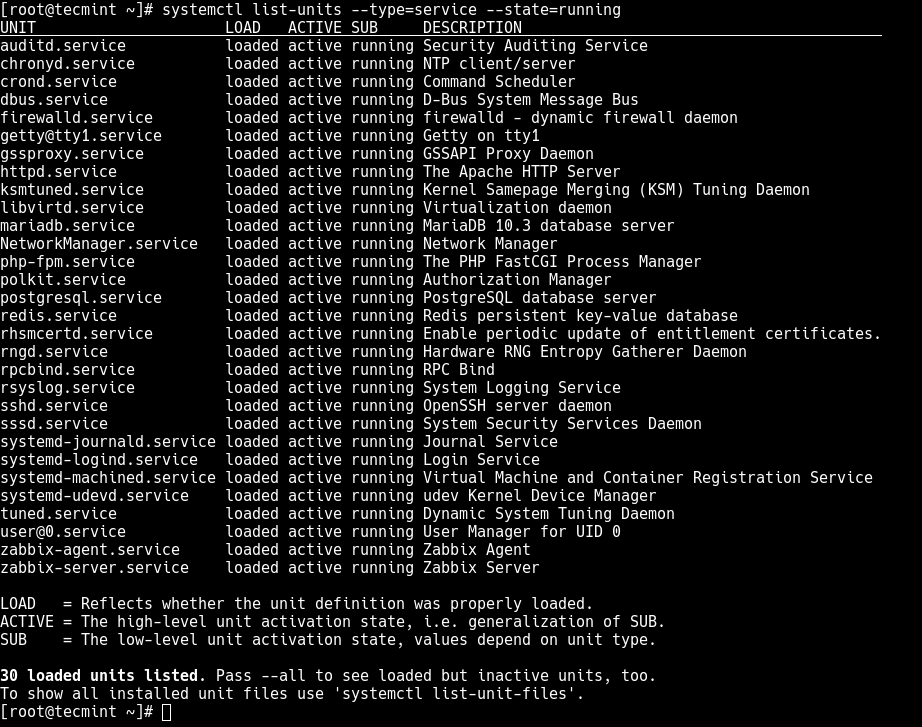 [root@tecmint ~]# systemctl list-units --type=service --state=running
UNIT                     LOAD   ACTIVE SUB     DESCRIPTION
auditd.service           loaded active running Security Auditing Service
chronyd.service          loaded active running NTP client/server
crond.service            loaded active running Command Scheduler
dbus.service             loaded active running D-Bus System Message Bus
firewalld.service        loaded active running firewalld - dynamic firewall daemon
getty@tty1.service       loaded active running Getty on tty1
gssproxy.service         loaded active running GSSAPI Proxy Daemon
httpd.service            loaded active running The Apache HTTP Server
ksmtuned.service         loaded active running Kernel Samepage Merging (KSM) Tuning Daemon
libvirtd.service         loaded active running Virtualization daemon
mariadb.service          loaded active running MariaDB 10.3 database server
NetworkManager.service   loaded active running Network Manager
php-fpm.service          loaded active running The PHP FastCGI Process Manager
polkit.service           loaded active running Authorization Manager
postgresql.service       loaded active running PostgreSQL database server
redis.service            loaded active running Redis persistent key-value database
rhsmcertd.service        loaded active running Enable periodic update of entitlement certificates.
rngd.service             loaded active running Hardware RNG Entropy Gatherer Daemon
rpcbind.service          loaded active running RPC Bind
rsyslog.service          loaded active running System Logging Service
sshd.service             loaded active running OpenSSH server daemon
sssd.service             loaded active running System Security Services Daemon
systemd-journald.service loaded active running Journal Service
systemd-logind.service   loaded active running Login Service
systemd-machined.service loaded active running Virtual Machine and Container Registration Service
systemd-udevd.service    loaded active running udev Kernel Device Manager
tuned.service            loaded active running Dynamic System Tuning Daemon
user@0.service           loaded active running User Manager for UID 0
zabbix-agent.service     loaded active running Zabbix Agent
zabbix-server.service    loaded active running Zabbix Server
LOAD   = Reflects whether the unit definition was properly loaded.
ACTIVE = The high-level unit activation state, i.e. generalization of SUB.
SUB    = The low-level unit activation state, values depend on unit type.
30 loaded units listed. Pass --all to see loaded but inactive units, too.
To show all installed unit files use 'systemctl list-unit-files'.
[root@tecmint ~]#